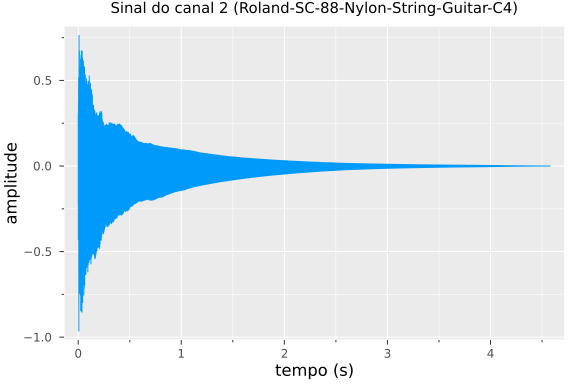 Sinal do canal 2 (Roland-SC-88-Nylon-String-Guitar-C4)
amplitude
0.5
0.0
−0.5
−1.0
0 1 2 3 4
tempo (s)